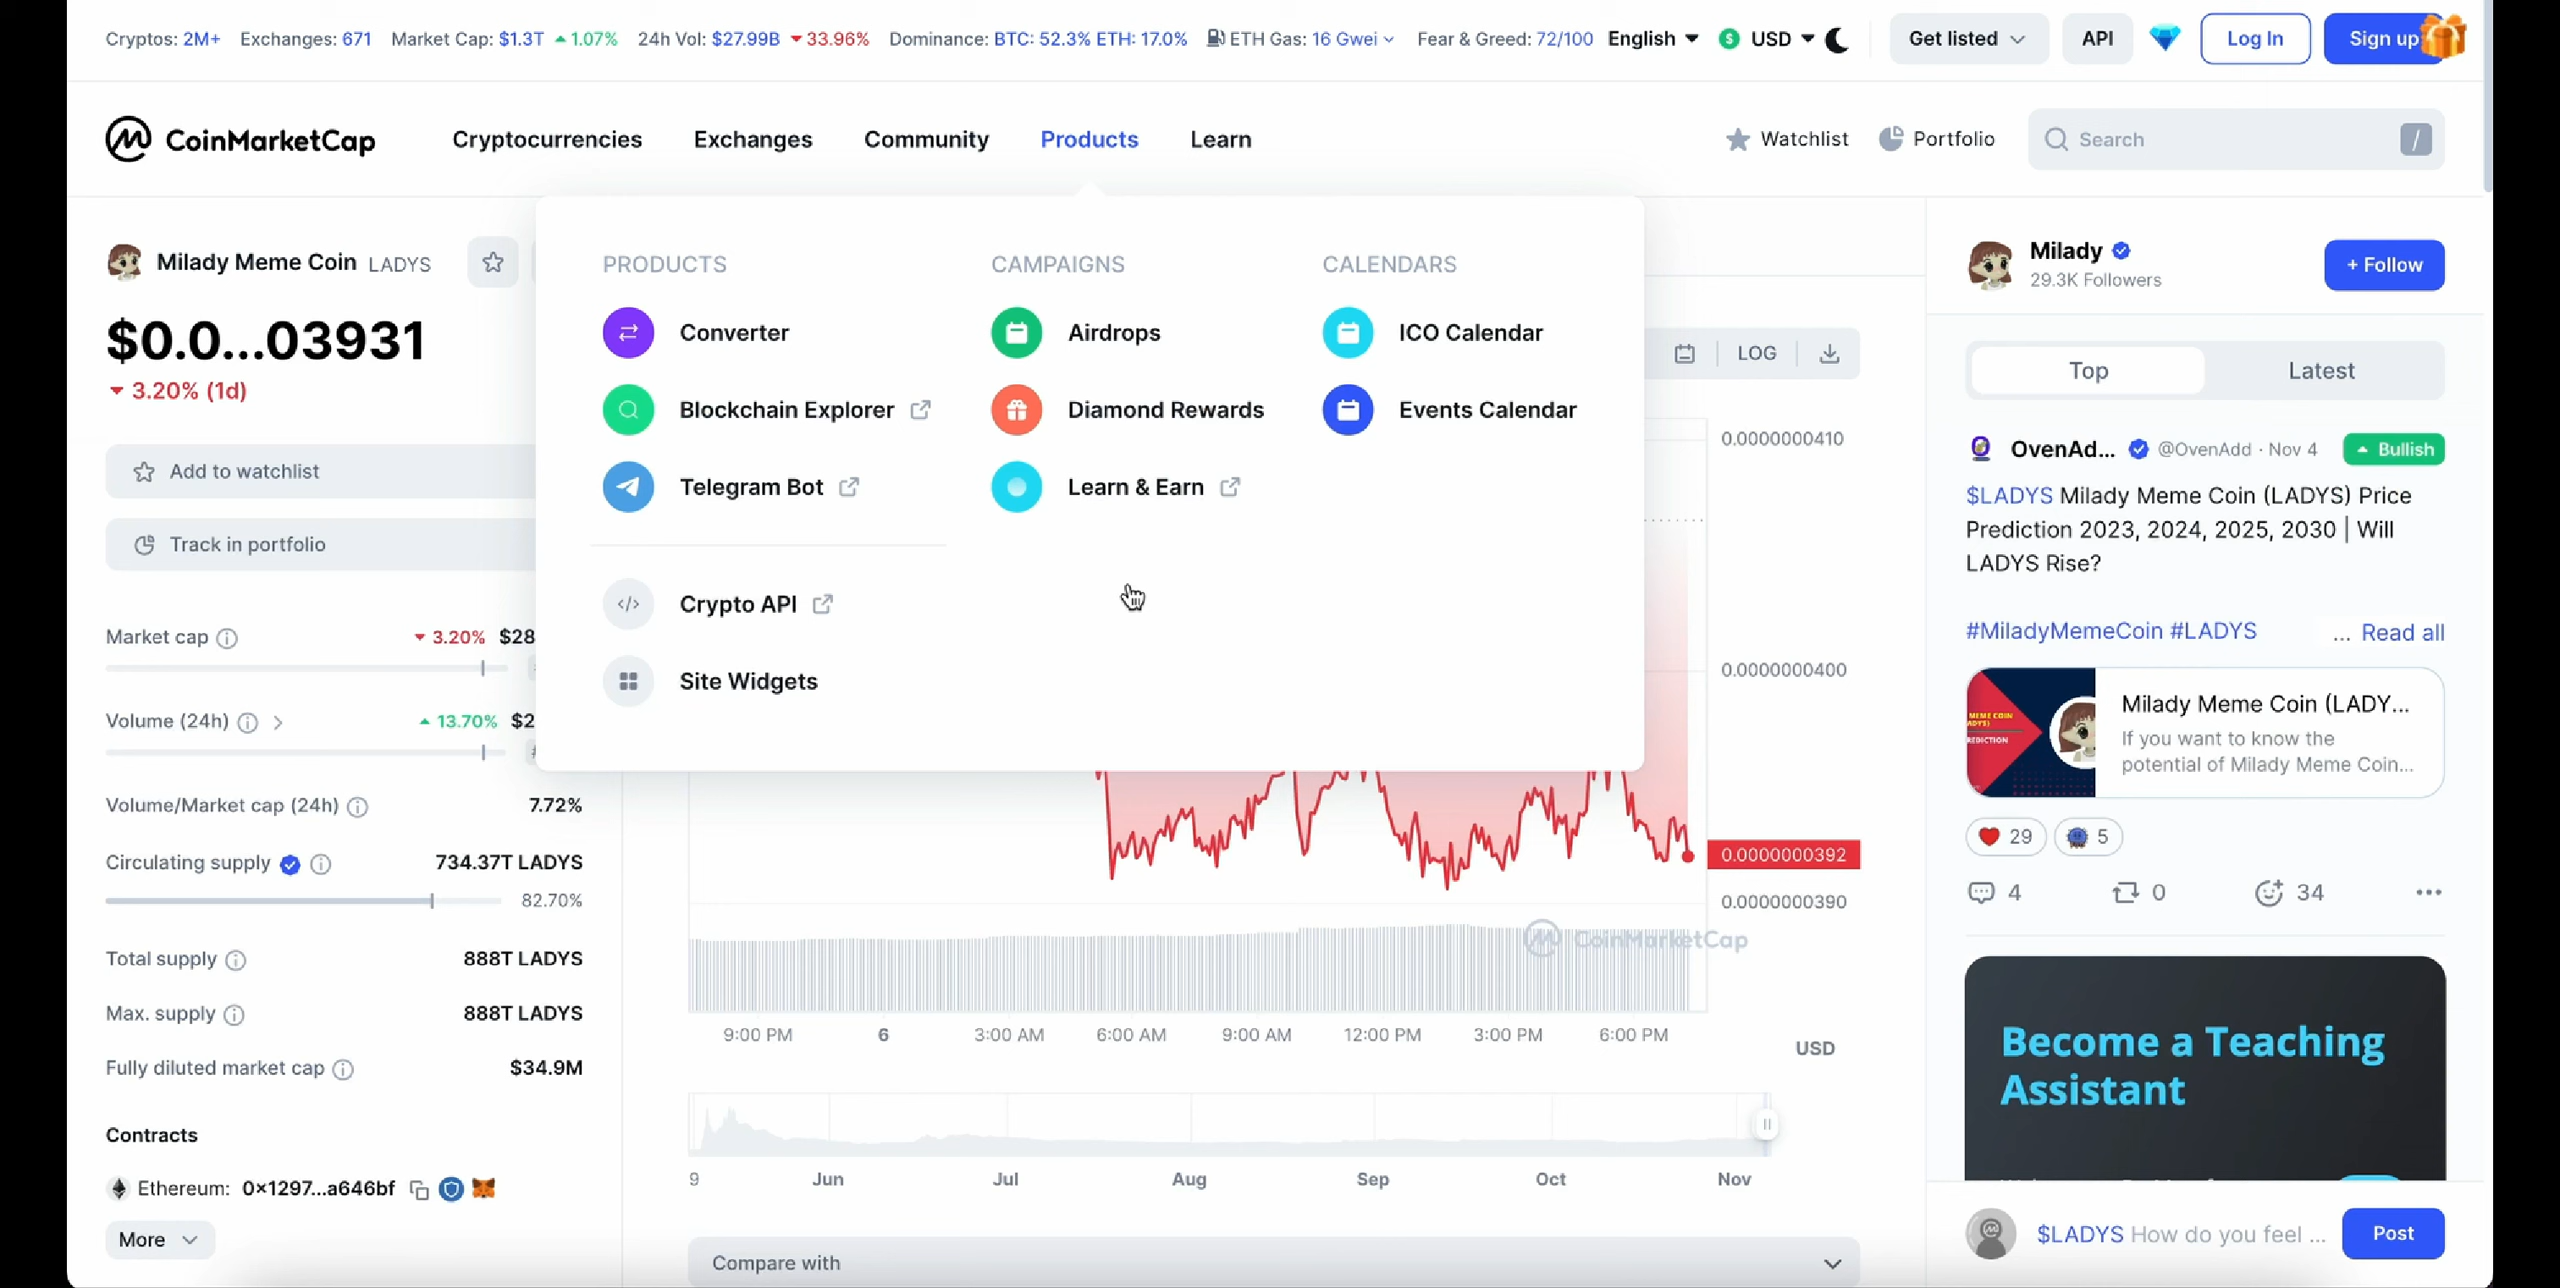 Cryptos: 2M+ Exchanges: 671 Market Cap: $1.3T 1.07% 24h Vol: $27.99B 33.96% Dominance: BTC: 52.3% ETH: 17.0% ETH Gas: 16 Gwei Fear & Greed: 72/100 English USD Get listed API Log In Sign up
CoinMarketCap Cryptocurrencies Exchanges Community Products Learn Watchlist Portfolio Search /
Milady Meme Coin LADYS
$0.0...03931
3.20% (1d)
Add to watchlist
Track in portfolio
Market cap 3.20% $28
Volume (24h) 13.70% $2
Volume/Market cap (24h) 7.72%
Circulating supply 734.37T LADYS
82.70%
Total supply 888T LADYS
Max. supply 888T LADYS
Fully diluted market cap $34.9M
Contracts
Ethereum: 0x1297...a646bf
More
PRODUCTS
Converter
Blockchain Explorer
Telegram Bot
Crypto API
Site Widgets
CAMPAIGNS
Airdrops
Diamond Rewards
Learn & Earn
CALENDARS
ICO Calendar
Events Calendar
LOG
0.0000000410
0.0000000400
0.0000000392
0.0000000390
CoinMarketCap
9:00 PM 6 3:00 AM 6:00 AM 9:00 AM 12:00 PM 3:00 PM 6:00 PM
USD
9 Jun Jul Aug Sep Oct Nov
Compare with
Milady
29.3K Followers
+ Follow
Top Latest
OvenAd... @OvenAdd · Nov 4 Bullish
$LADYS Milady Meme Coin (LADYS) Price
Prediction 2023, 2024, 2025, 2030 | Will
LADYS Rise?
#MiladyMemeCoin #LADYS ... Read all
MEME COIN
REDICTION
Milady Meme Coin (LADY...
If you want to know the
potential of Milady Meme Coin...
29 5
4 0 34
Become a Teaching
Assistant
$LADYS How do you feel ... Post